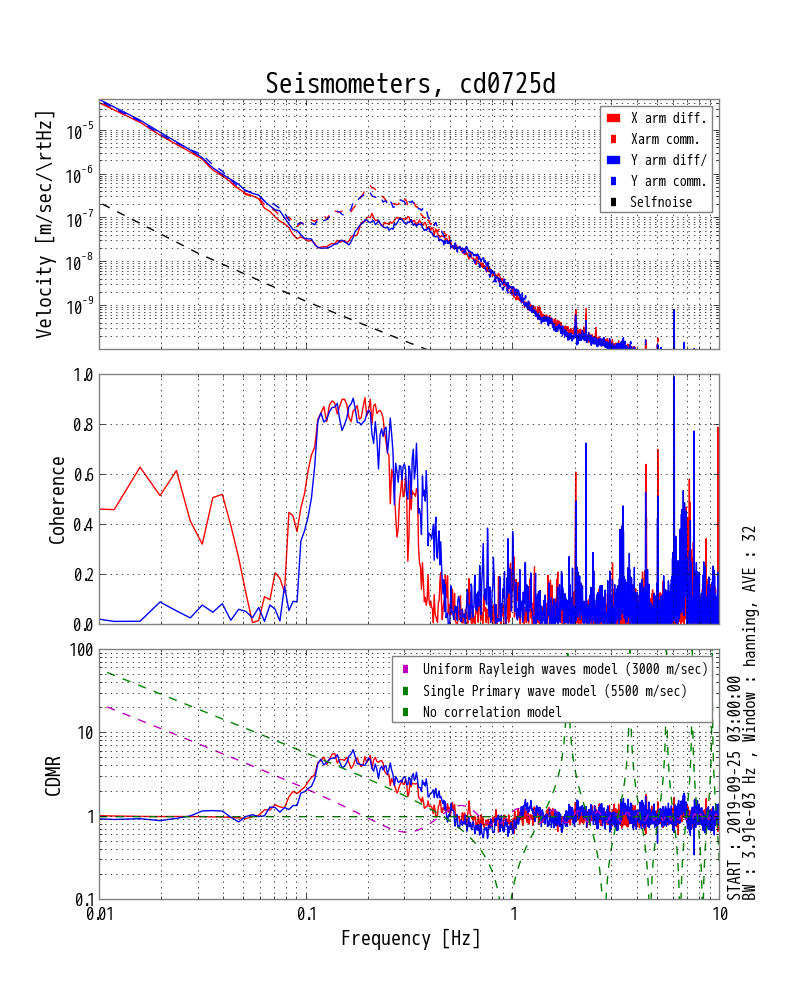 Seismometers, cd0725d
Velocity [m/sec/\rtHz]
10^-5
10^-6
10^-7
10^-8
10^-9
X arm diff.
Xarm comm.
Y arm diff/
Y arm comm.
Selfnoise
Coherence
1.0
0.8
0.6
0.4
0.2
0.0
CDMR
100
10
1
0.1
Uniform Rayleigh waves model (3000 m/sec)
Single Primary wave model (5500 m/sec)
No correlation model
0.01
0.1
1
10
Frequency [Hz]
START : 2019-09-25 03:00:00
BW : 3.91e-03 Hz , Window : hanning, AVE : 32